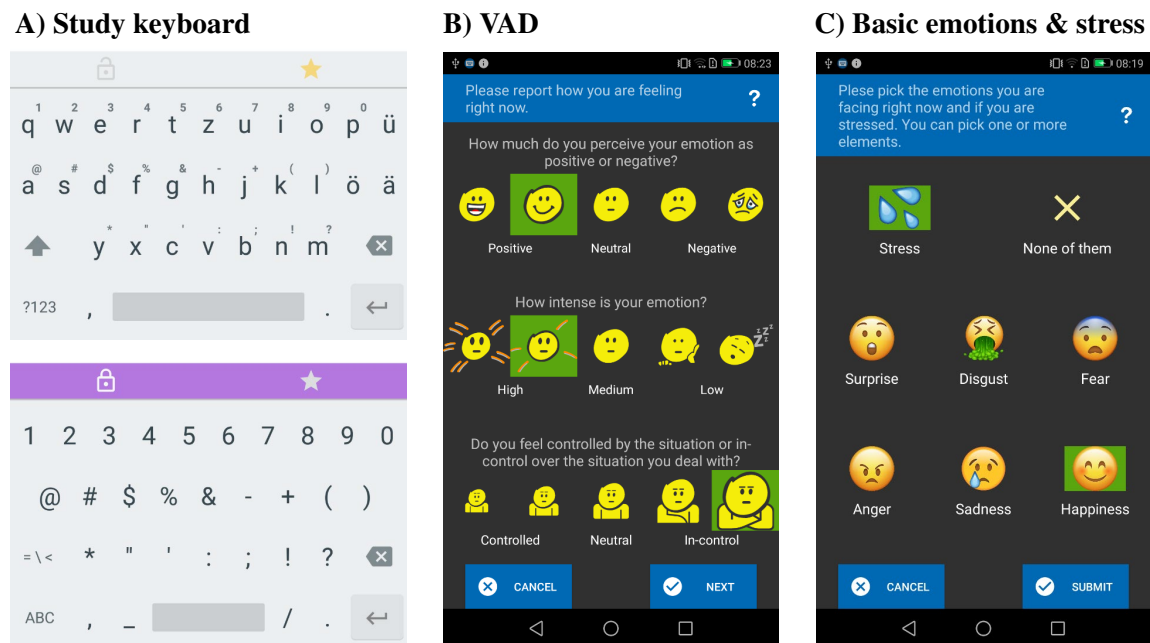 A) Study keyboard
1 2 3 4 5 6 7 8 9 0
q w e r t z u i o p ü
@ # $ % & - + ( )
a s d f g h j k l ö ä
* " ' : ; ! ?
y x c v b n m
?123 , .
1 2 3 4 5 6 7 8 9 0
@ # $ % & - + ( )
= \ < * " ' : ; ! ?
ABC , _ / .
B) VAD
08:23
Please report how you are feeling
right now.
?
How much do you perceive your emotion as
positive or negative?
Positive Neutral Negative
How intense is your emotion?
zzz
High Medium Low
Do you feel controlled by the situation or in-
control over the situation you deal with?
Controlled Neutral In-control
CANCEL NEXT
C) Basic emotions & stress
08:19
Plese pick the emotions you are
facing right now and if you are
stressed. You can pick one or more
elements.
?
Stress None of them
Surprise Disgust Fear
Anger Sadness Happiness
CANCEL SUBMIT